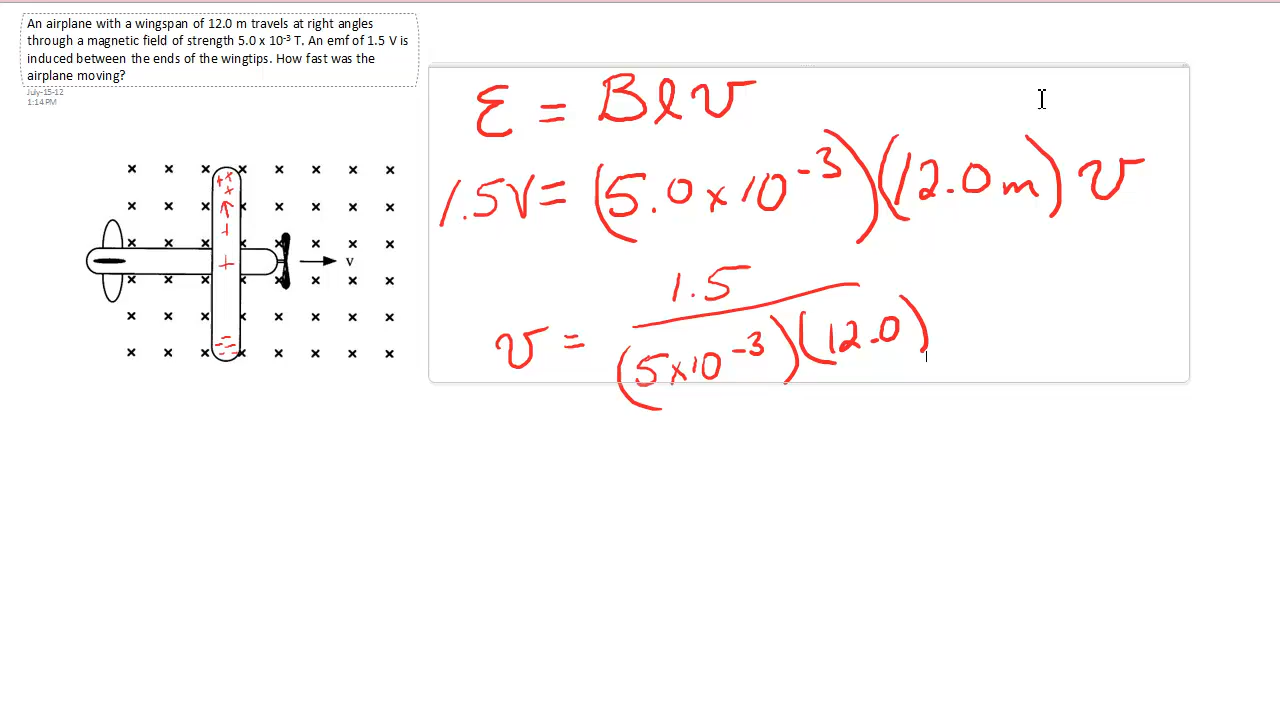 An airplane with a wingspan of 12.0 m travels at right angles
through a magnetic field of strength 5.0 x 10⁻³ T. An emf of 1.5 V is
induced between the ends of the wingtips. How fast was the
airplane moving?
July-15-12
1:14 PM
ε = Blv
1.5V = (5.0 x 10⁻³)(12.0 m) v
v
1.5
v = (5x10⁻³)(12.0)